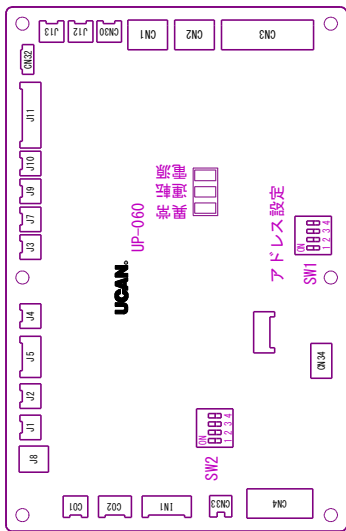 J13
J12
CN30
CN1
CN2
CN3
CN32
J11
J10
J9
J7
J3
J4
J5
J2
J1
J8
電源
運転
異常
UP-060
UCAN.
アドレス設定
SW1
ON
1 2 3 4
CN34
SW2
ON
1 2 3 4
CO1
CO2
IN1
CN33
CN4